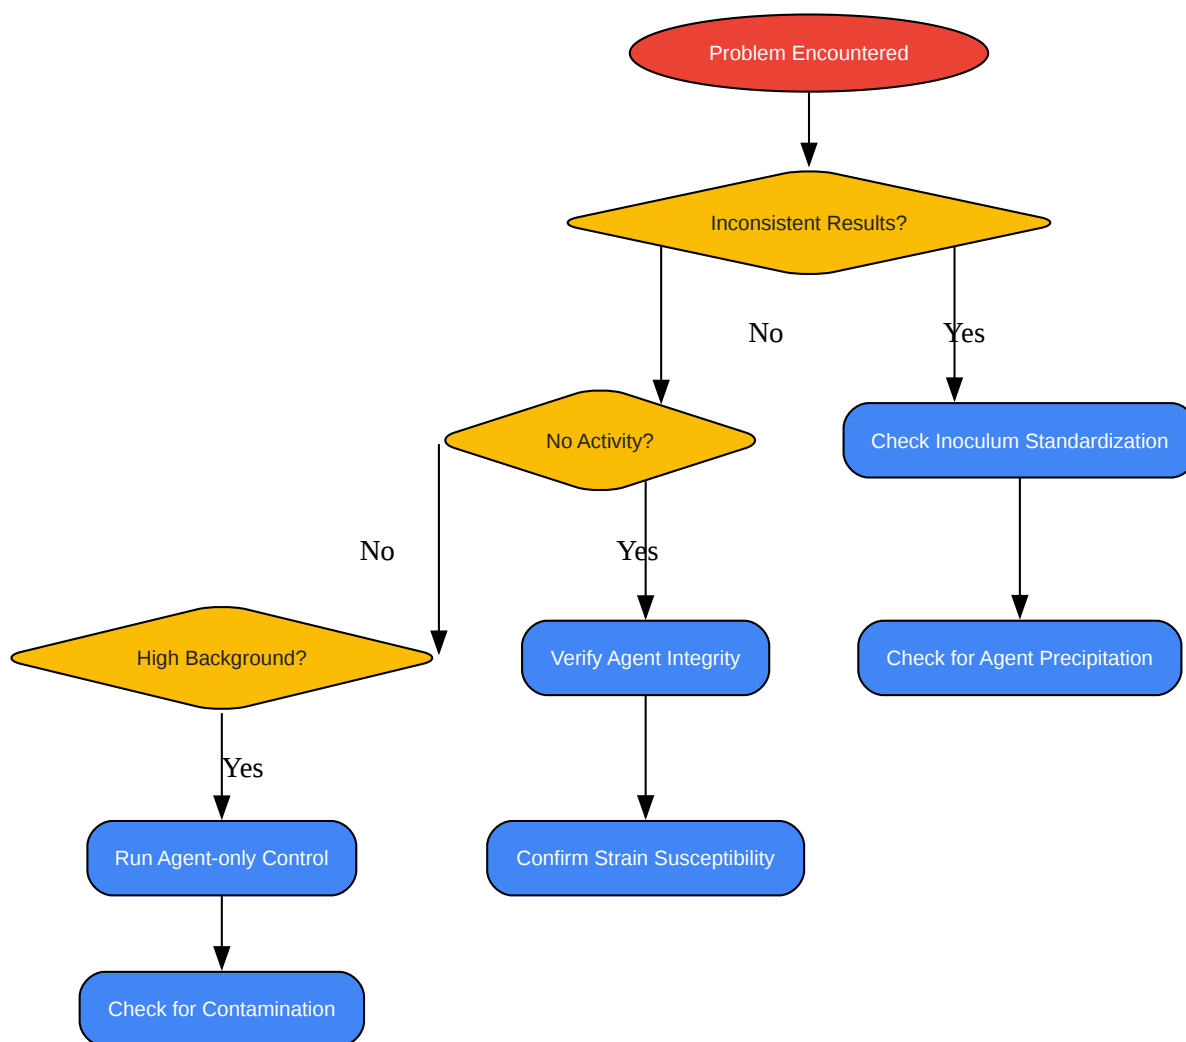 Problem Encountered
Inconsistent Results?
No
Yes
No Activity?
Check Inoculum Standardization
No
Yes
High Background?
Verify Agent Integrity
Check for Agent Precipitation
Yes
Run Agent-only Control
Confirm Strain Susceptibility
Check for Contamination